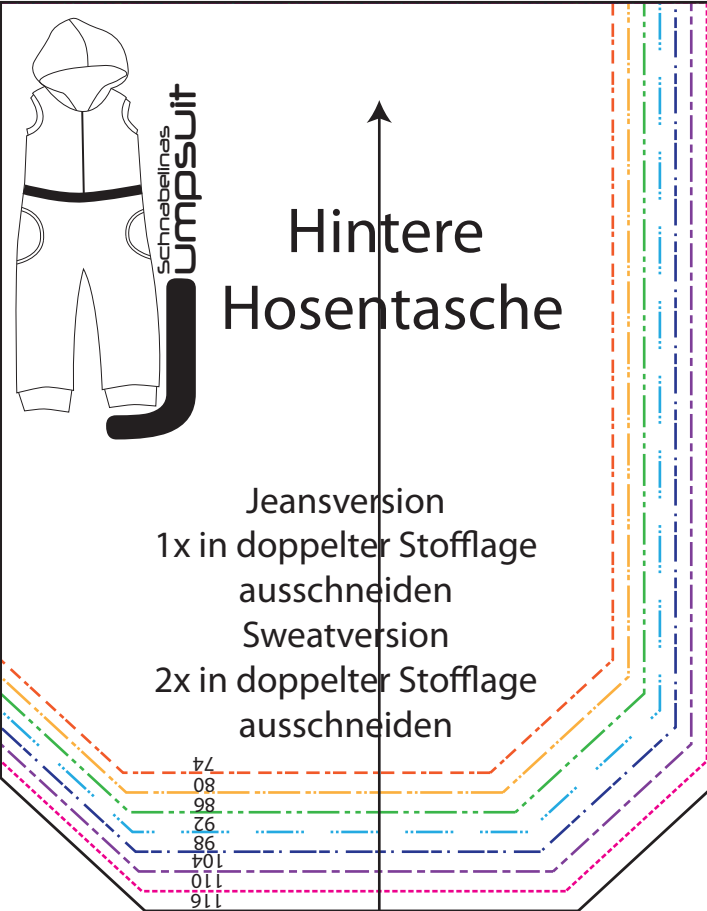 schnabelinas
Jumpsuit
Hintere
Hosentasche
Jeansversion
1x in doppelter Stofflage
ausschneiden
Sweatversion
2x in doppelter Stofflage
ausschneiden
74
80
86
92
98
104
110
116